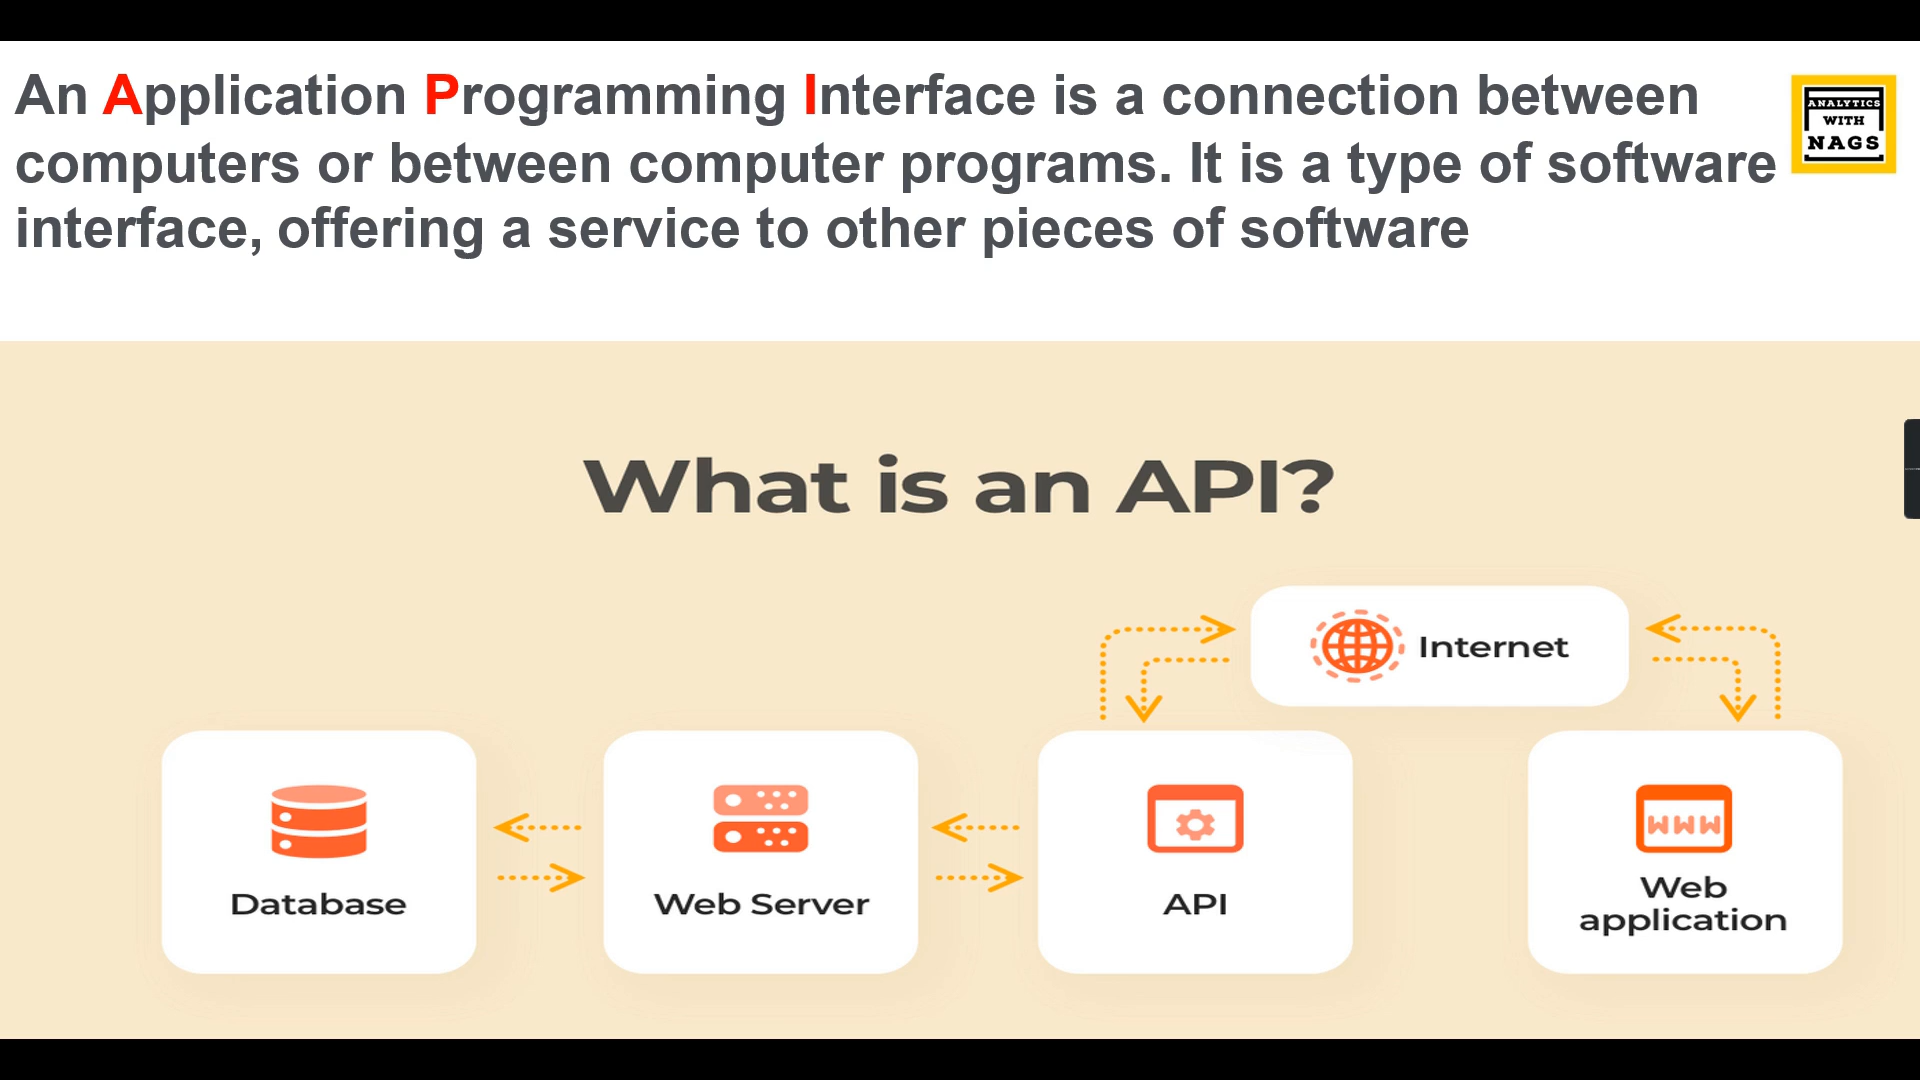 An Application Programming Interface is a connection between
computers or between computer programs. It is a type of software
interface, offering a service to other pieces of software
ANALYTICS
WITH
NAGS
What is an API?
Internet
Database
Web Server
API
www
Web
application